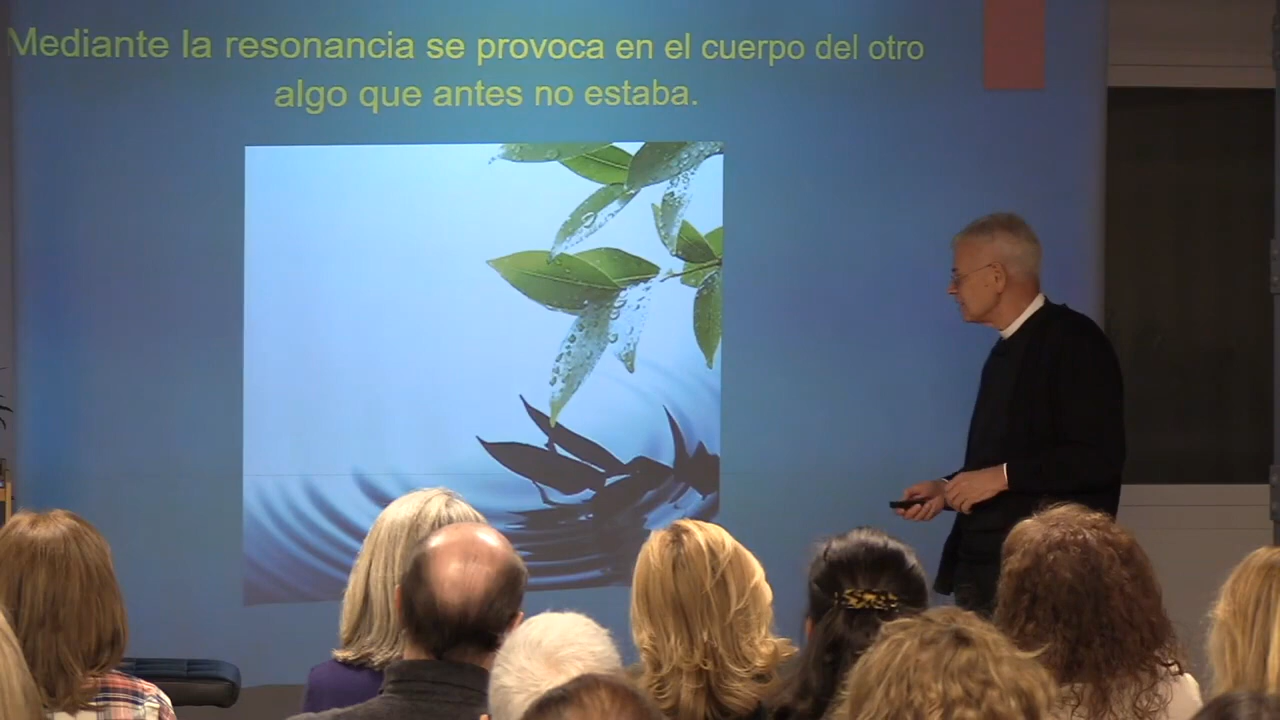 Mediante la resonancia se provoca en el cuerpo del otro
algo que antes no estaba.